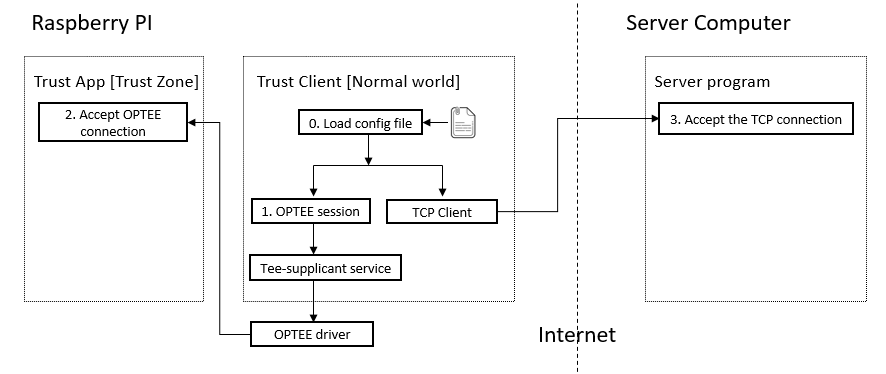 Raspberry PI
Server Computer
Trust App [Trust Zone]
Trust Client [Normal world]
Server program
2. Accept OPTEE
connection
0. Load config file
3. Accept the TCP connection
1. OPTEE session
TCP Client
Tee-supplicant service
OPTEE driver
Internet